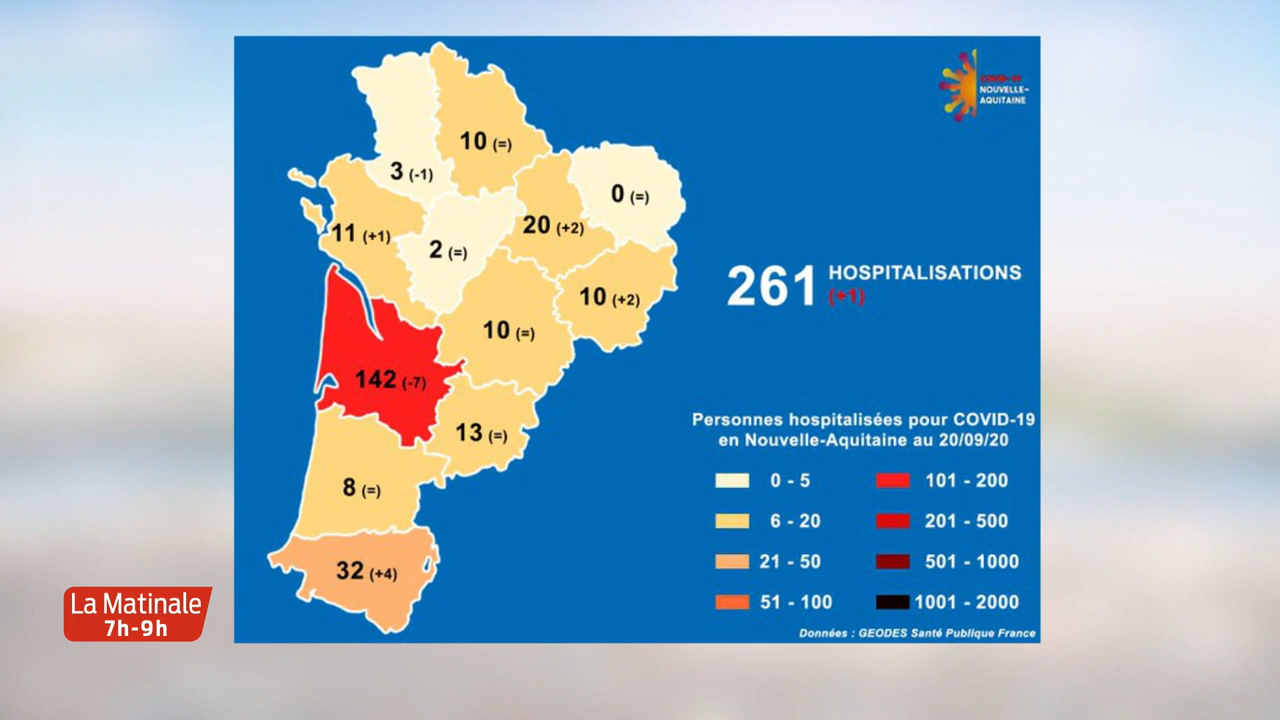 COVID-19
NOUVELLE-
AQUITAINE
10 (=)
3 (-1)
0 (=)
11 (+1)
2 (=)
20 (+2)
10 (+2)
10 (=)
142 (-7)
13 (=)
8 (=)
32 (+4)
261 HOSPITALISATIONS
(+1)
Personnes hospitalisées pour COVID-19
en Nouvelle-Aquitaine au 20/09/20
0 - 5
101 - 200
6 - 20
201 - 500
21 - 50
501 - 1000
51 - 100
1001 - 2000
Données : GEODES Santé Publique France
La Matinale
7h-9h